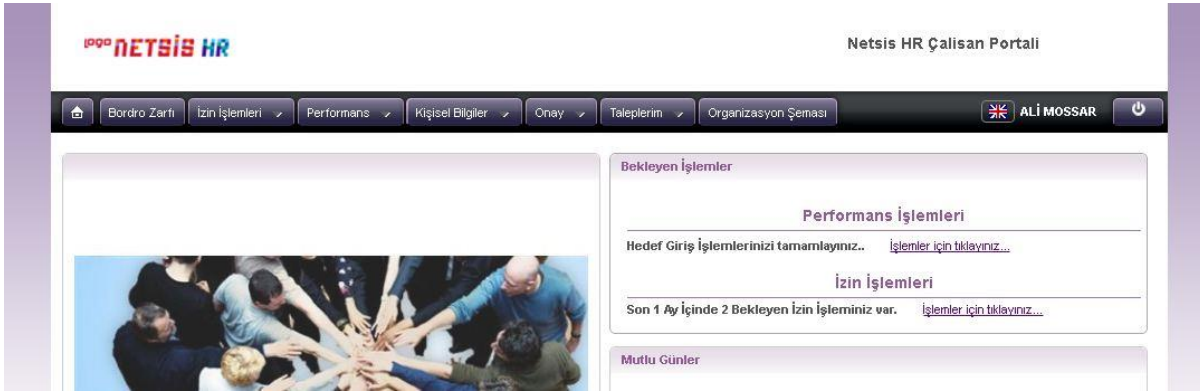 logo NETSİS HR
Netsis HR Çalisan Portali
Bordro Zarfı İzin İşlemleri Performans Kişisel Bilgiler Onay Taleplerim Organizasyon Şeması ALİ MOSSAR
Bekleyen İşlemler
Performans İşlemleri
Hedef Giriş İşlemlerinizi tamamlayınız.. İşlemler için tıklayınız...
İzin İşlemleri
Son 1 Ay İçinde 2 Bekleyen İzin İşleminiz var. İşlemler için tıklayınız...
Mutlu Günler